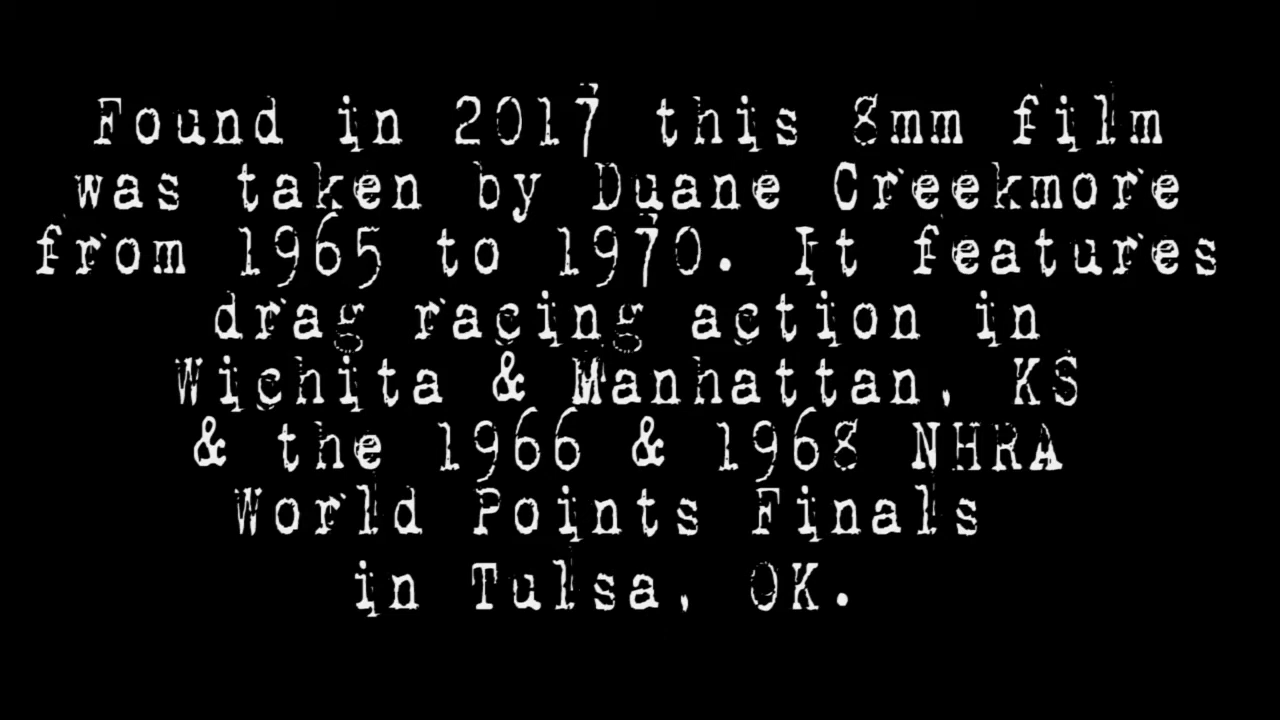 Found in 2017 this 8mm film
was taken by Duane Creekmore
from 1965 to 1970. It features
drag racing action in
Wichita & Manhattan, KS
& the 1966 & 1968 NHRA
World Points Finals
in Tulsa, OK.